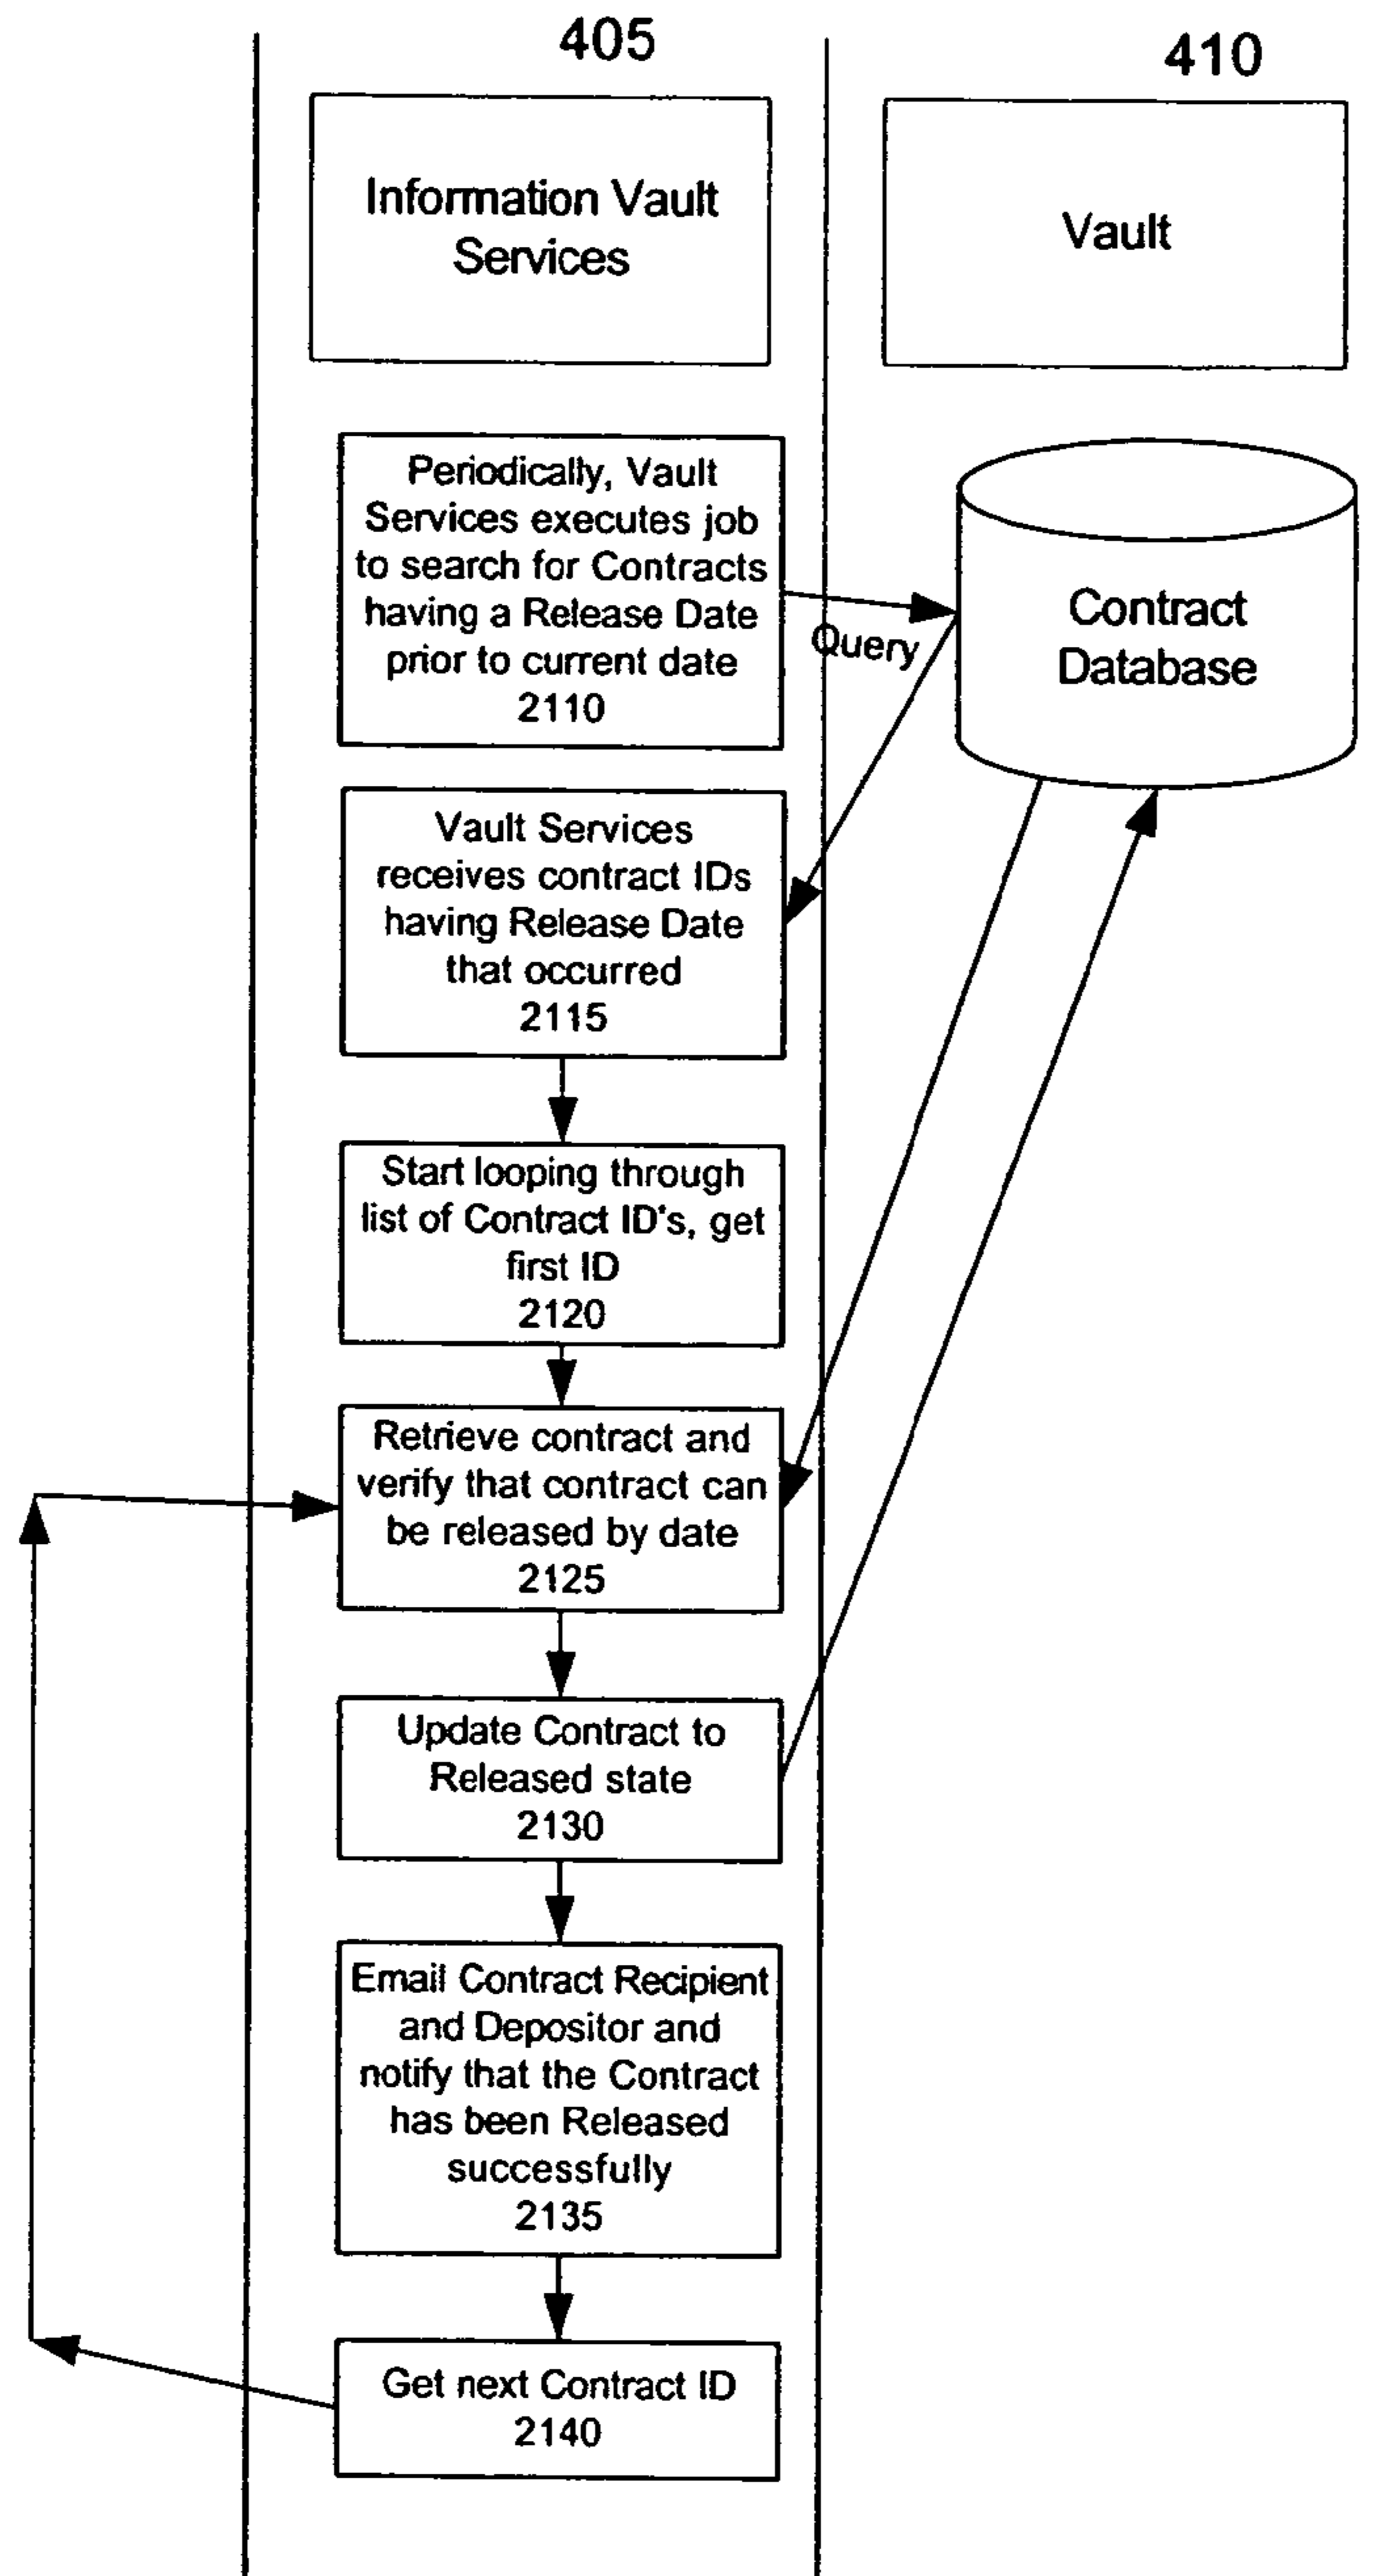 405
410
Information Vault
Services
Vault
Periodically, Vault
Services executes job
to search for Contracts
having a Release Date
prior to current date
2110
Query
Contract
Database
Vault Services
receives contract IDs
having Release Date
that occurred
2115
Start looping through
list of Contract ID's, get
first ID
2120
Retrieve contract and
verify that contract can
be released by date
2125
Update Contract to
Released state
2130
Email Contract Recipient
and Depositor and
notify that the Contract
has been Released
successfully
2135
Get next Contract ID
2140